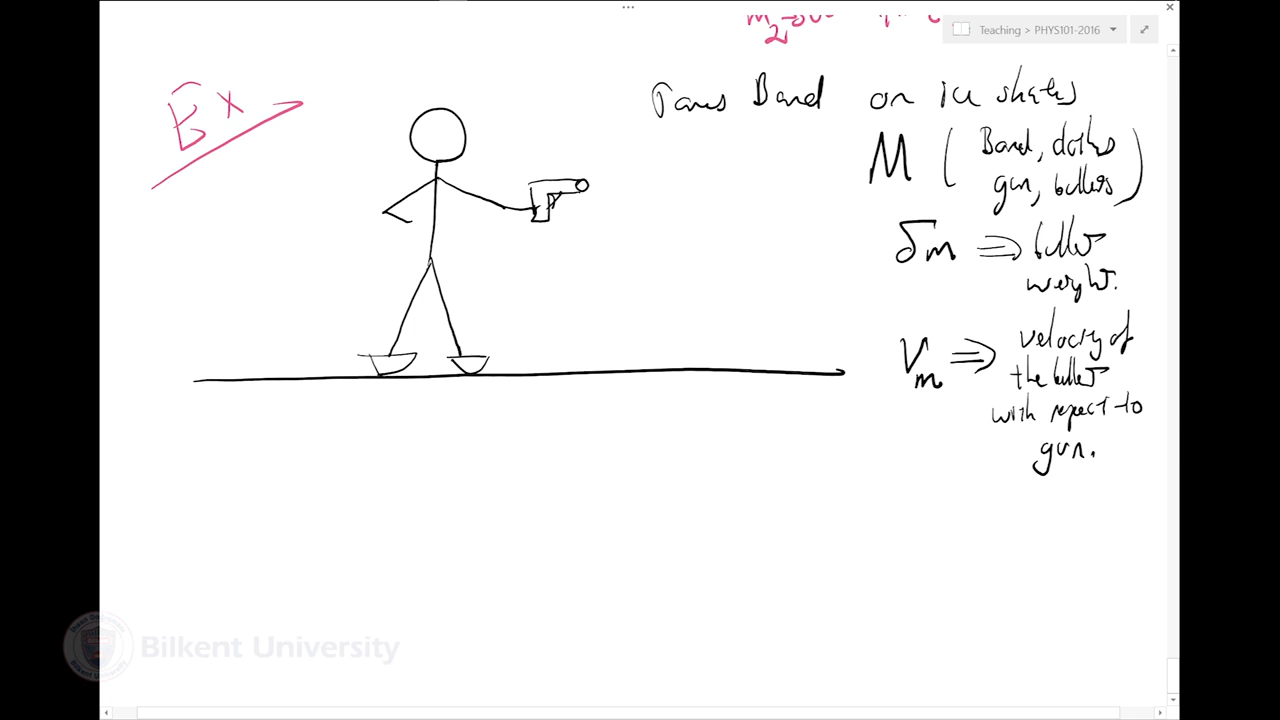 Teaching > PHYS101-2016
Ex
James Bond on ice skates
M ( Bond, clothes
gun, bullets )
δm ⇒ bullet
weight.
Vm ⇒ velocity of
the bullet
with repect to
gun.
Bilkent University